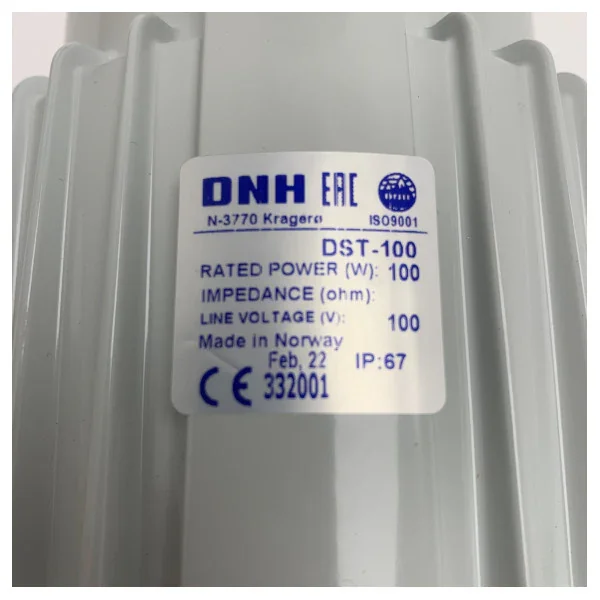 DNH EAC
N-3770 Kragerø ISO9001
DST-100
RATED POWER (W): 100
IMPEDANCE (ohm):
LINE VOLTAGE (V): 100
Made in Norway
Feb, 22 IP:67
CE 332001